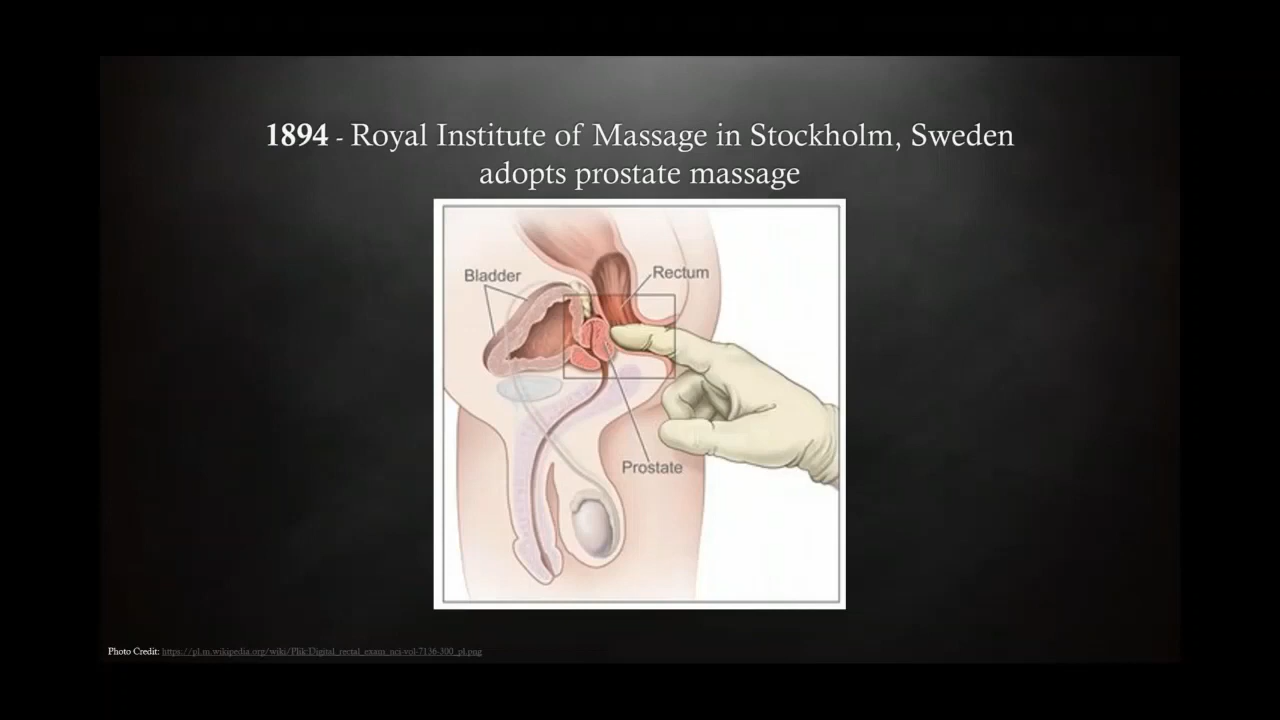 1894 - Royal Institute of Massage in Stockholm, Sweden
adopts prostate massage
Bladder
Rectum
Prostate
Photo Credit: https://pl.m.wikipedia.org/wiki/Plik:Digital_rectal_exam_nci-vol-7136-300_pl.png